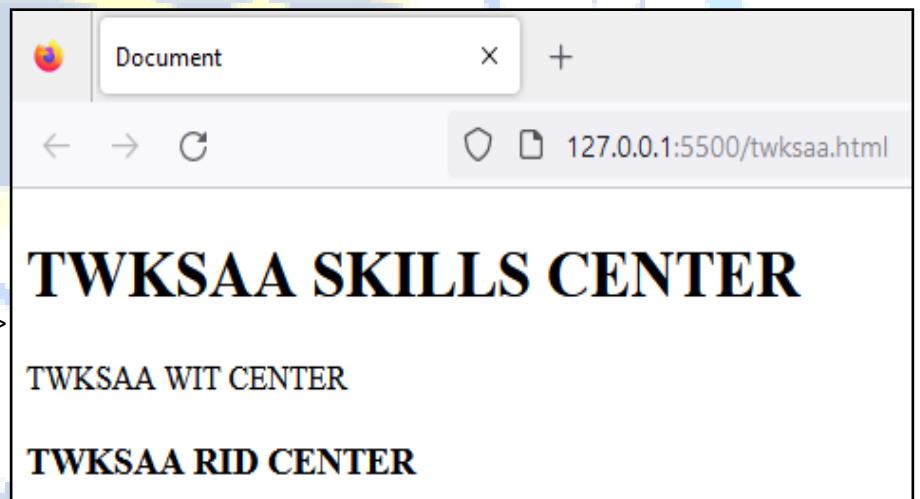 Document
127.0.0.1:5500/twksaa.html
TWKSAA SKILLS CENTER
>
TWKSAA WIT CENTER
TWKSAA RID CENTER